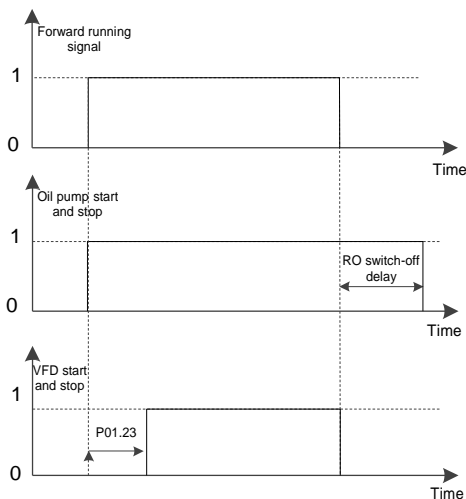 Forward running
signal
1
0
Time
Oil pump start
and stop
1
RO switch-off
delay
0
Time
VFD start
and stop
1
P01.23
0
Time